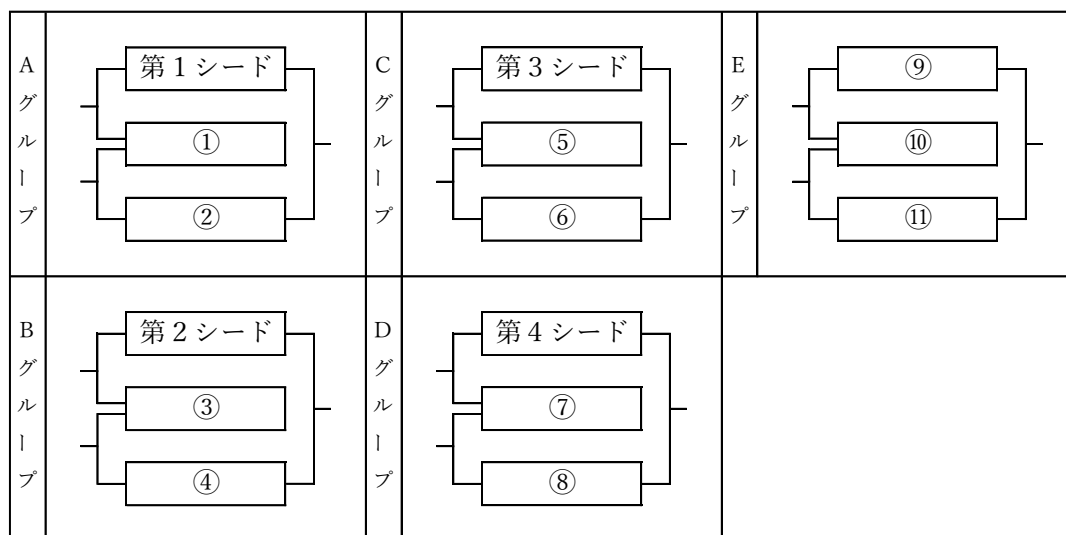 Aグループ
第1シード
①
②
Cグループ
第3シード
⑤
⑥
Eグループ
⑨
⑩
⑪
Bグループ
第2シード
③
④
Dグループ
第4シード
⑦
⑧